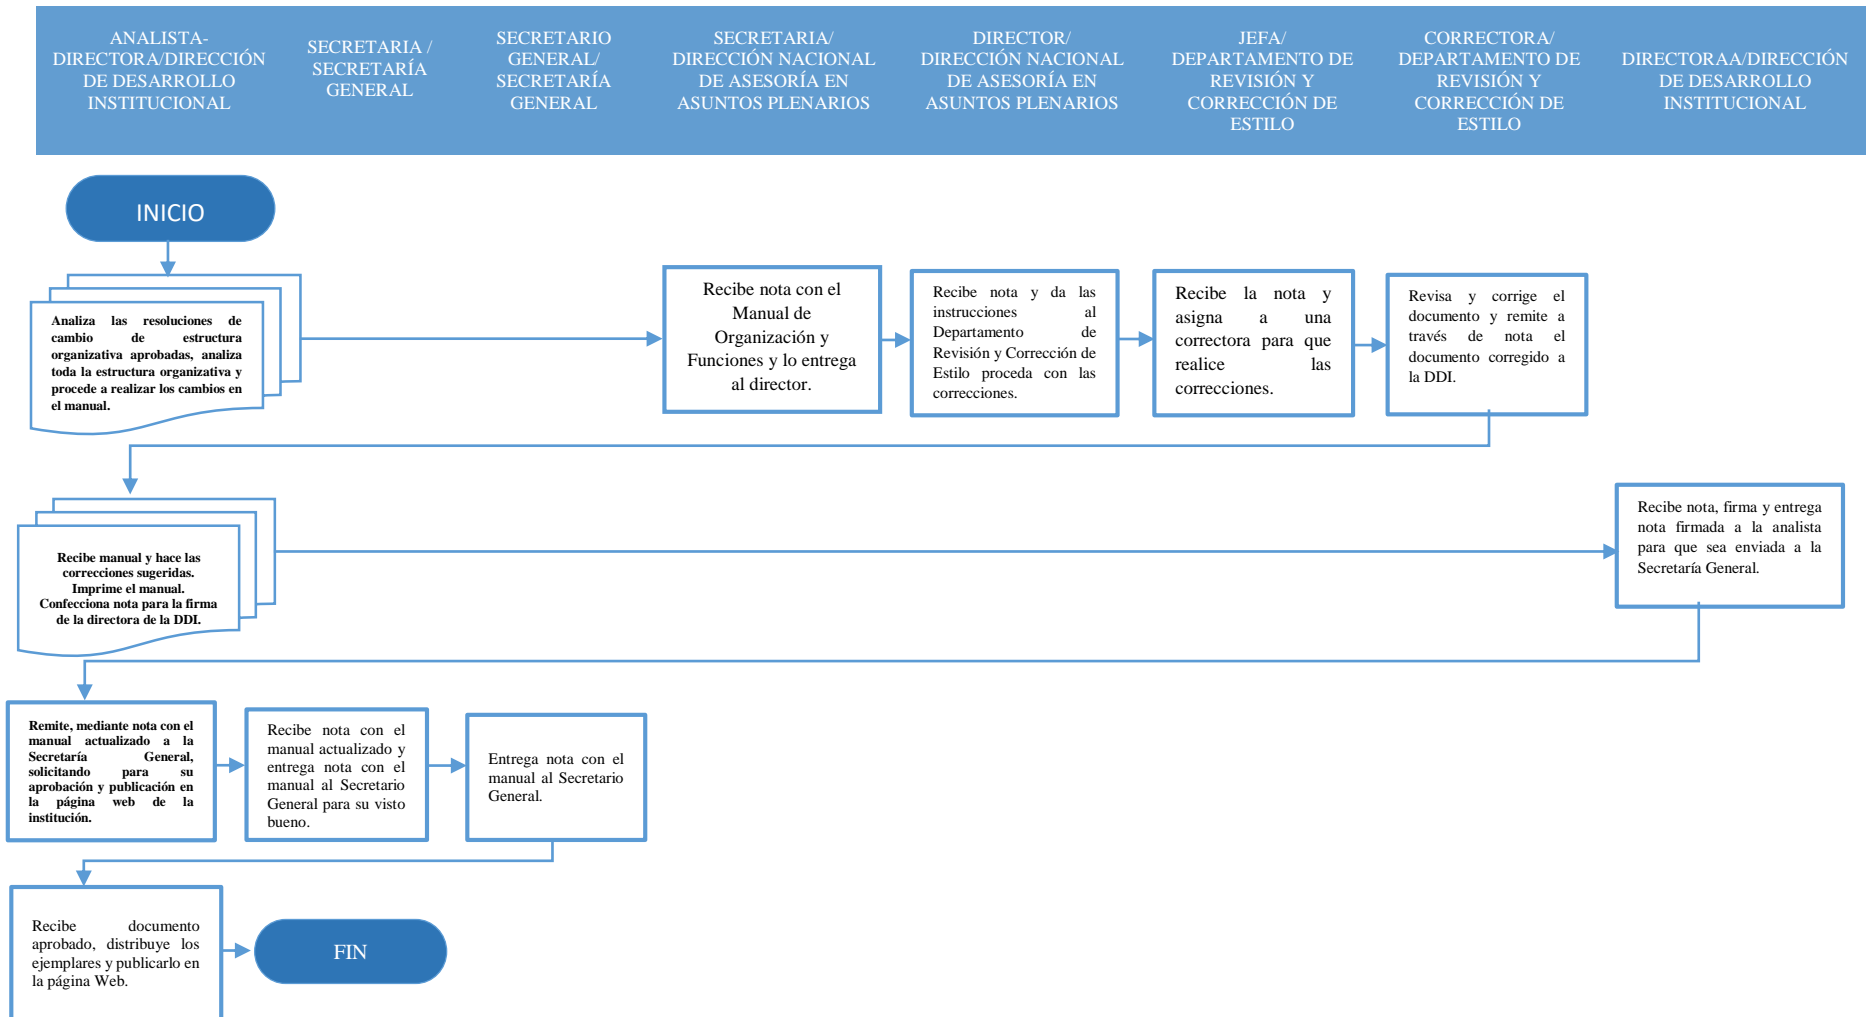 ANALISTA-
DIRECTORA/DIRECCIÓN
DE DESARROLLO
INSTITUCIONAL
SECRETARIA /
SECRETARÍA
GENERAL
SECRETARIO
GENERAL/
SECRETARÍA
GENERAL
SECRETARIA/
DIRECCIÓN NACIONAL
DE ASESORÍA EN
ASUNTOS PLENARIOS
DIRECTOR/
DIRECCIÓN NACIONAL
DE ASESORÍA EN
ASUNTOS PLENARIOS
JEFA/
DEPARTAMENTO DE
REVISIÓN Y
CORRECCIÓN DE
ESTILO
CORRECTORA/
DEPARTAMENTO DE
REVISIÓN Y
CORRECCIÓN DE
ESTILO
DIRECTORAA/DIRECCIÓN
DE DESARROLLO
INSTITUCIONAL
INICIO
Analiza las resoluciones de
cambio de estructura
organizativa aprobadas, analiza
toda la estructura organizativa y
procede a realizar los cambios en
el manual.
Recibe nota con el
Manual de
Organización y
Funciones y lo entrega
al director.
Recibe nota y da las
instrucciones al
Departamento de
Revisión y Corrección de
Estilo proceda con las
correcciones.
Recibe la nota y
asigna a una
correctora para que
realice las
correcciones.
Revisa y corrige el
documento y remite a
través de nota el
documento corregido a
la DDI.
Recibe manual y hace las
correcciones sugeridas.
Imprime el manual.
Confecciona nota para la firma
de la directora de la DDI.
Recibe nota, firma y entrega
nota firmada a la analista
para que sea enviada a la
Secretaría General.
Remite, mediante nota con el
manual actualizado a la
Secretaría General,
solicitando para su
aprobación y publicación en
la página web de la
institución.
Recibe nota con el
manual actualizado y
entrega nota con el
manual al Secretario
General para su visto
bueno.
Entrega nota con el
manual al Secretario
General.
Recibe documento
aprobado, distribuye los
ejemplares y publicarlo en
la página Web.
FIN